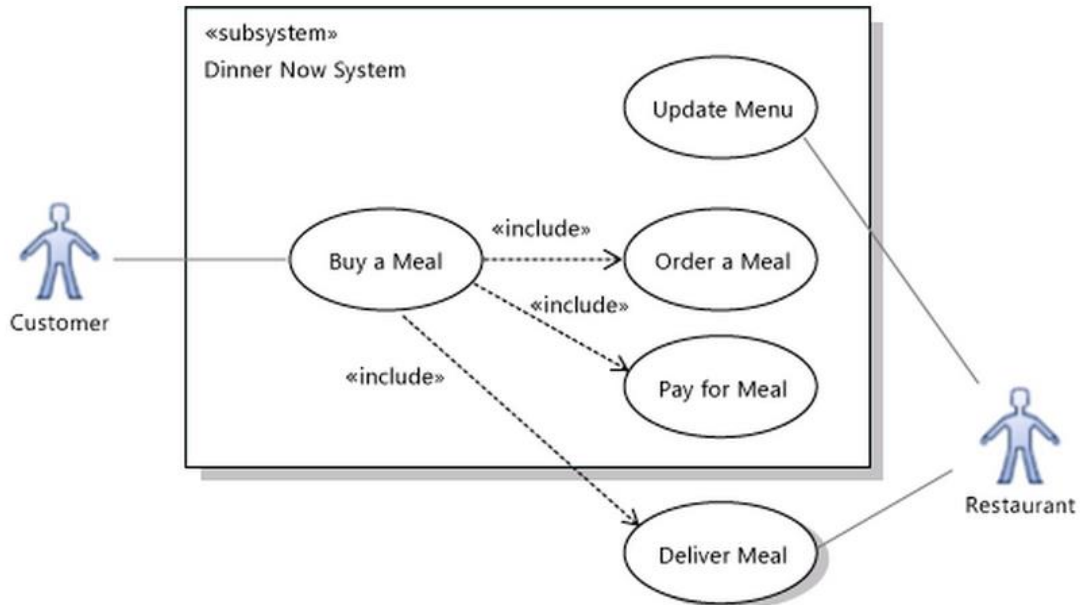 «subsystem»
Dinner Now System
Update Menu
«include»
Buy a Meal
Order a Meal
«include»
Customer
«include»
Pay for Meal
Restaurant
Deliver Meal